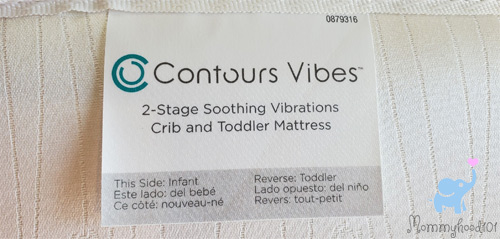 0879316
Contours Vibes™
2-Stage Soothing Vibrations
Crib and Toddler Mattress
This Side: Infant
Este lado: del bebé
Ce côté: nouveau-né
Reverse: Toddler
Lado opuesto: del niño
Revers: tout-petit
Mommyhood101